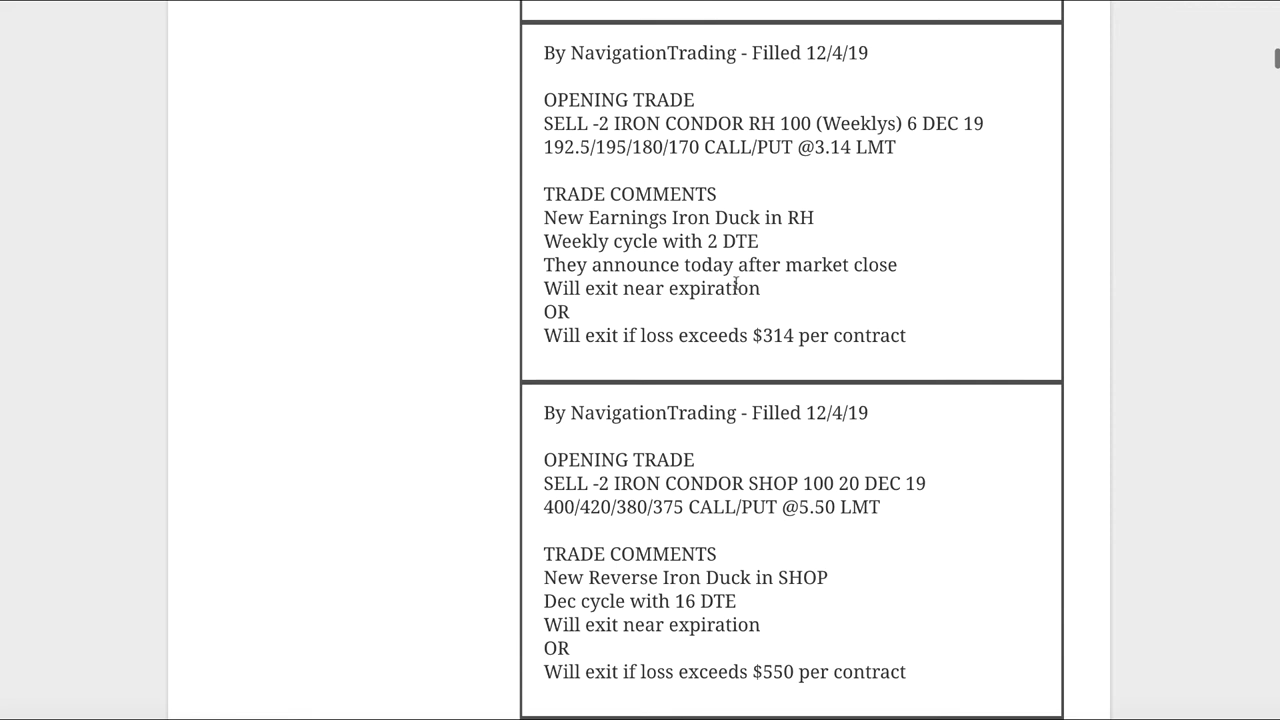 By NavigationTrading - Filled 12/4/19
OPENING TRADE
SELL -2 IRON CONDOR RH 100 (Weeklys) 6 DEC 19
192.5/195/180/170 CALL/PUT @3.14 LMT
TRADE COMMENTS
New Earnings Iron Duck in RH
Weekly cycle with 2 DTE
They announce today after market close
Will exit near expiration
OR
Will exit if loss exceeds $314 per contract
By NavigationTrading - Filled 12/4/19
OPENING TRADE
SELL -2 IRON CONDOR SHOP 100 20 DEC 19
400/420/380/375 CALL/PUT @5.50 LMT
TRADE COMMENTS
New Reverse Iron Duck in SHOP
Dec cycle with 16 DTE
Will exit near expiration
OR
Will exit if loss exceeds $550 per contract